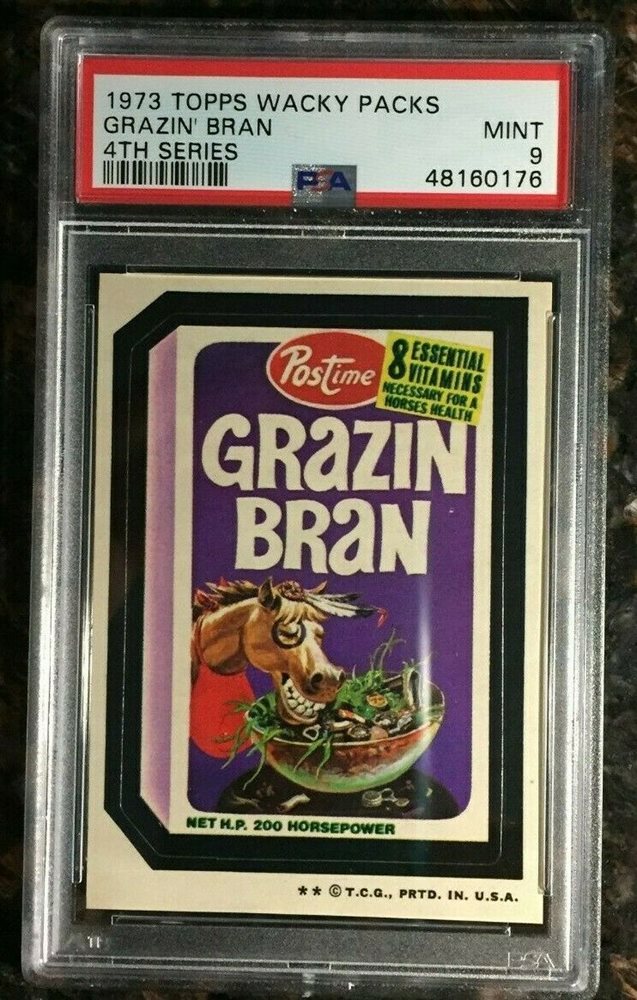 1973 TOPPS WACKY PACKS
GRAZIN' BRAN
MINT
4TH SERIES
9
PSA
48160176
Postime
8 ESSENTIAL
VITAMINS
NECESSARY FOR A
HORSES HEALTH
GRAZIN
BRAN
NET H.P. 200 HORSEPOWER
** © T.C.G., PRTD. IN. U.S.A.
PSA